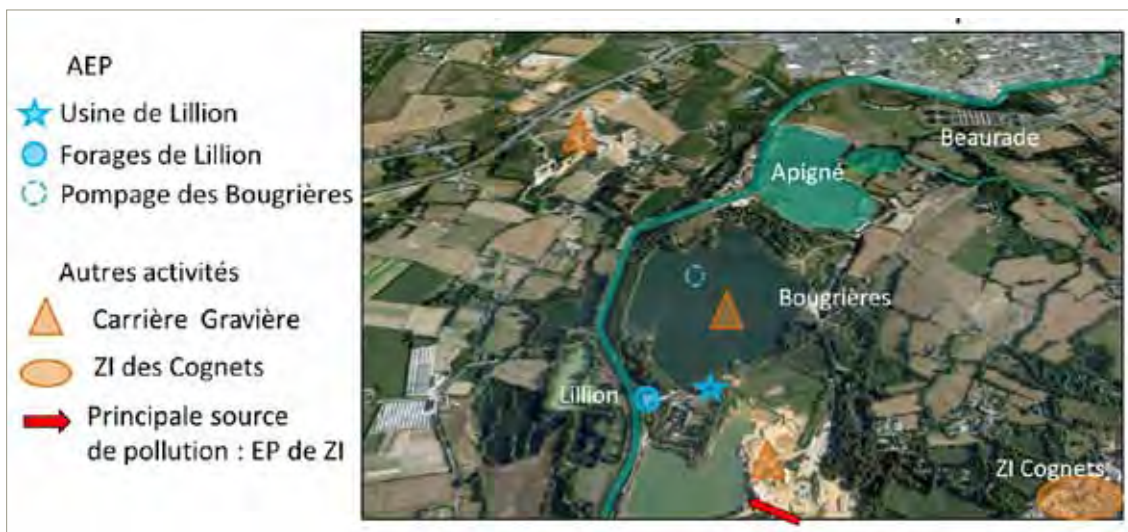 AEP
Usine de Lillion
Forages de Lillion
Pompage des Bougrières
Autres activités
Carrière Gravière
ZI des Cognets
Principale source
de pollution : EP de ZI
Beaurade
Apigné
Bougrières
Lillion
ZI Cognets